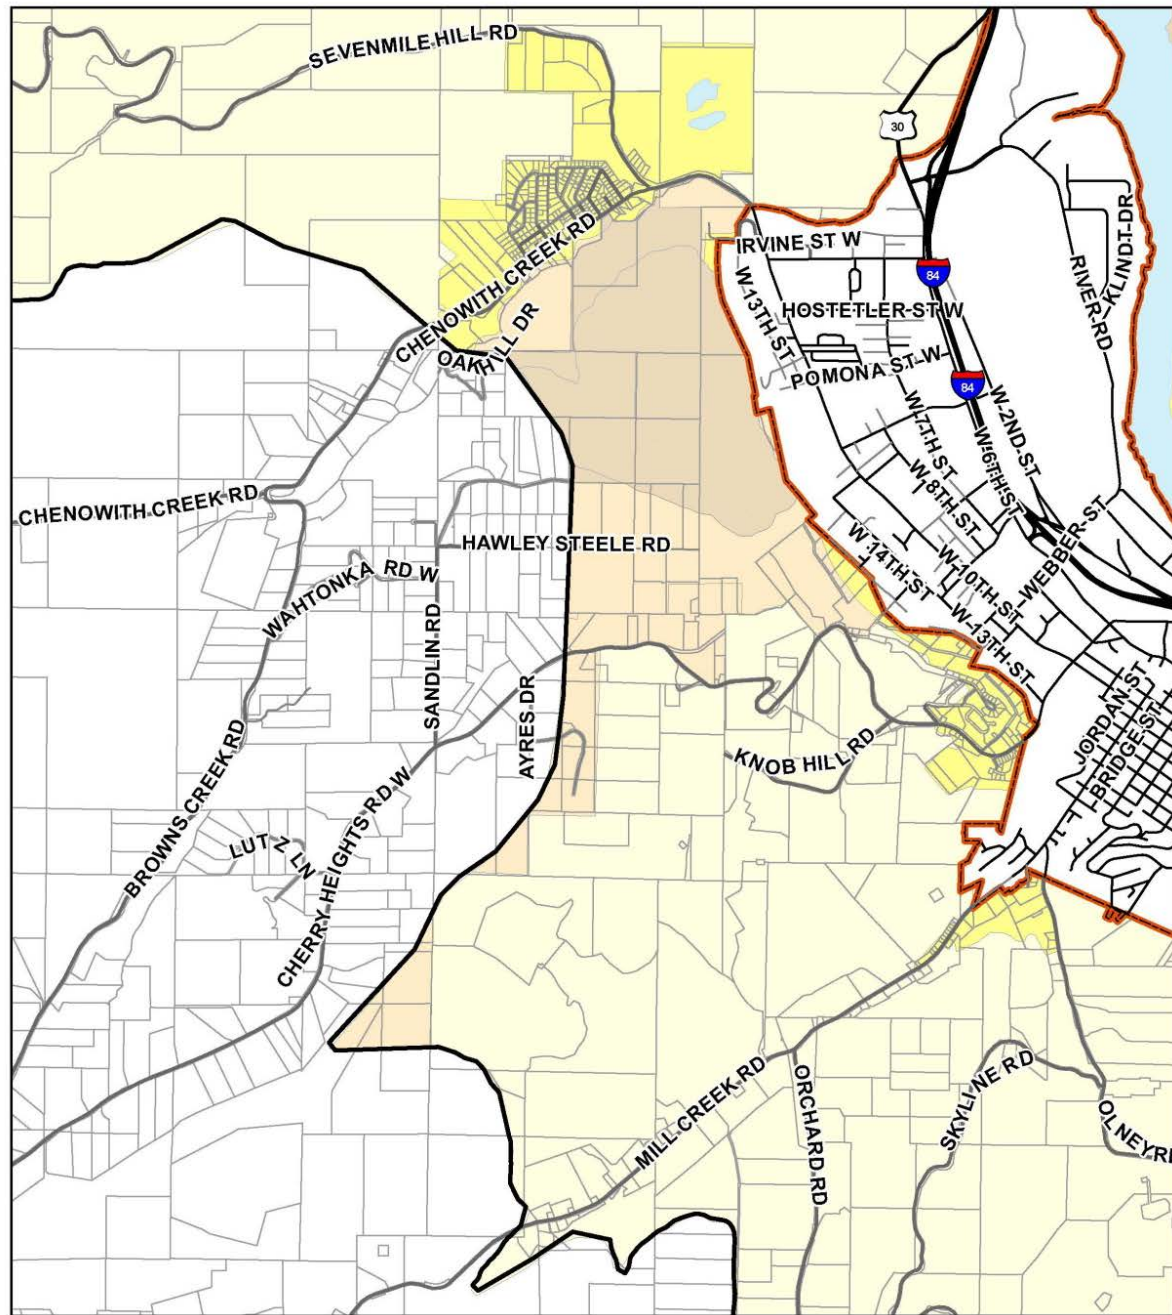 SEVENMILE HILL RD
30
IRVINE ST W
KLINDT DR
84
RIVER RD
W 13TH ST
HOSTETLER ST W
CHENOWITH CREEK RD
OAK HILL DR
POMONA ST W
84
W 2ND ST
W 7TH ST
W 6TH ST
W 8TH ST
CHENOWITH CREEK RD
WEBBER ST
HAWLEY STEELE RD
W 14TH ST
W 10TH ST
WAHTONKA RD W
W 13TH ST
SANDLIN RD
AYRES DR
JORDAN ST
BRIDGE ST
KNOB HILL RD
BROWNS CREEK RD
LUTZ LN
CHERRY HEIGHTS RD W
MILL CREEK RD
ORCHARD RD
SKYLINE RD